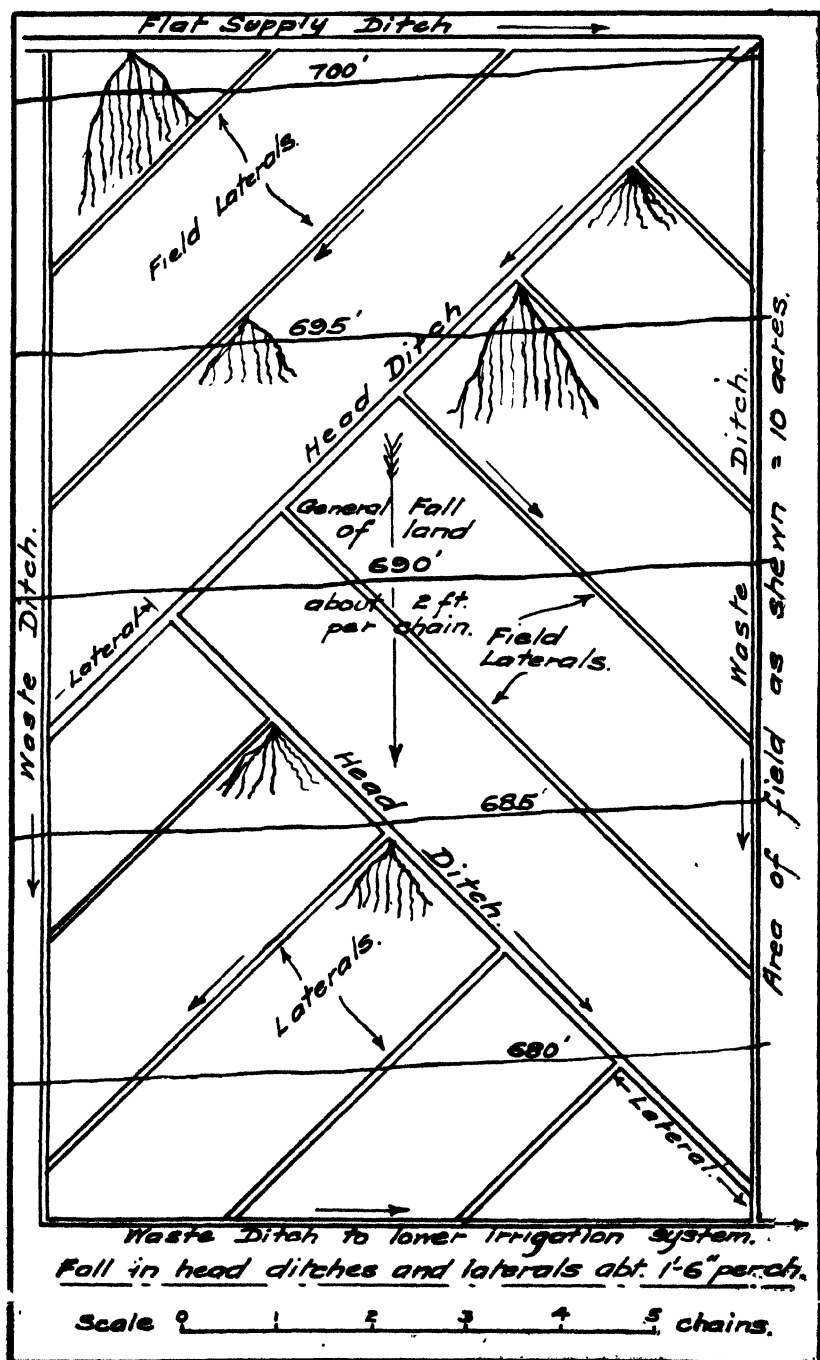 Flat Supply Ditch
700'
Field Laterals.
695'
Head Ditch
General Fall
of land
690'
about 2 ft.
per chain.
Field
Laterals.
Lateral
Waste Ditch.
Waste Ditch.
Area of field as shewn = 10 acres.
Head Ditch.
685'
Laterals.
680'
Lateral.
Waste Ditch to lower irrigation system.
Fall in head ditches and laterals abt. 1'-6" per ch.
Scale 0 1 2 3 4 5 chains.